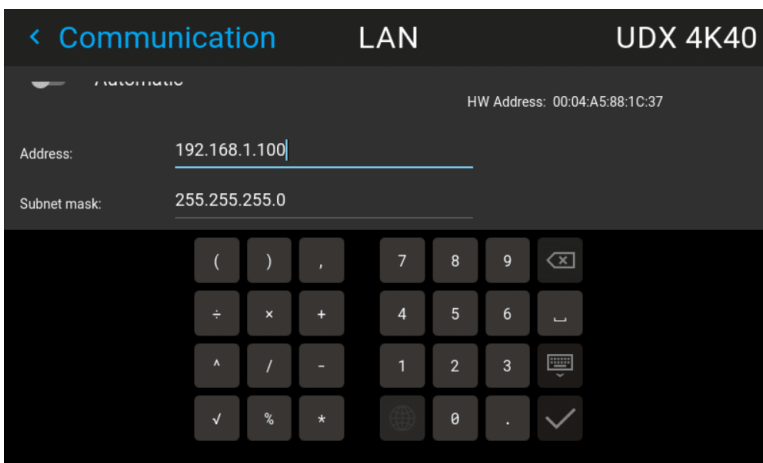 ‹ Communication LAN UDX 4K40
Automatic
HW Address: 00:04:A5:88:1C:37
Address: 192.168.1.100
Subnet mask: 255.255.255.0
( ) , 7 8 9
÷ × + 4 5 6
^ / - 1 2 3
√ % * 0 .